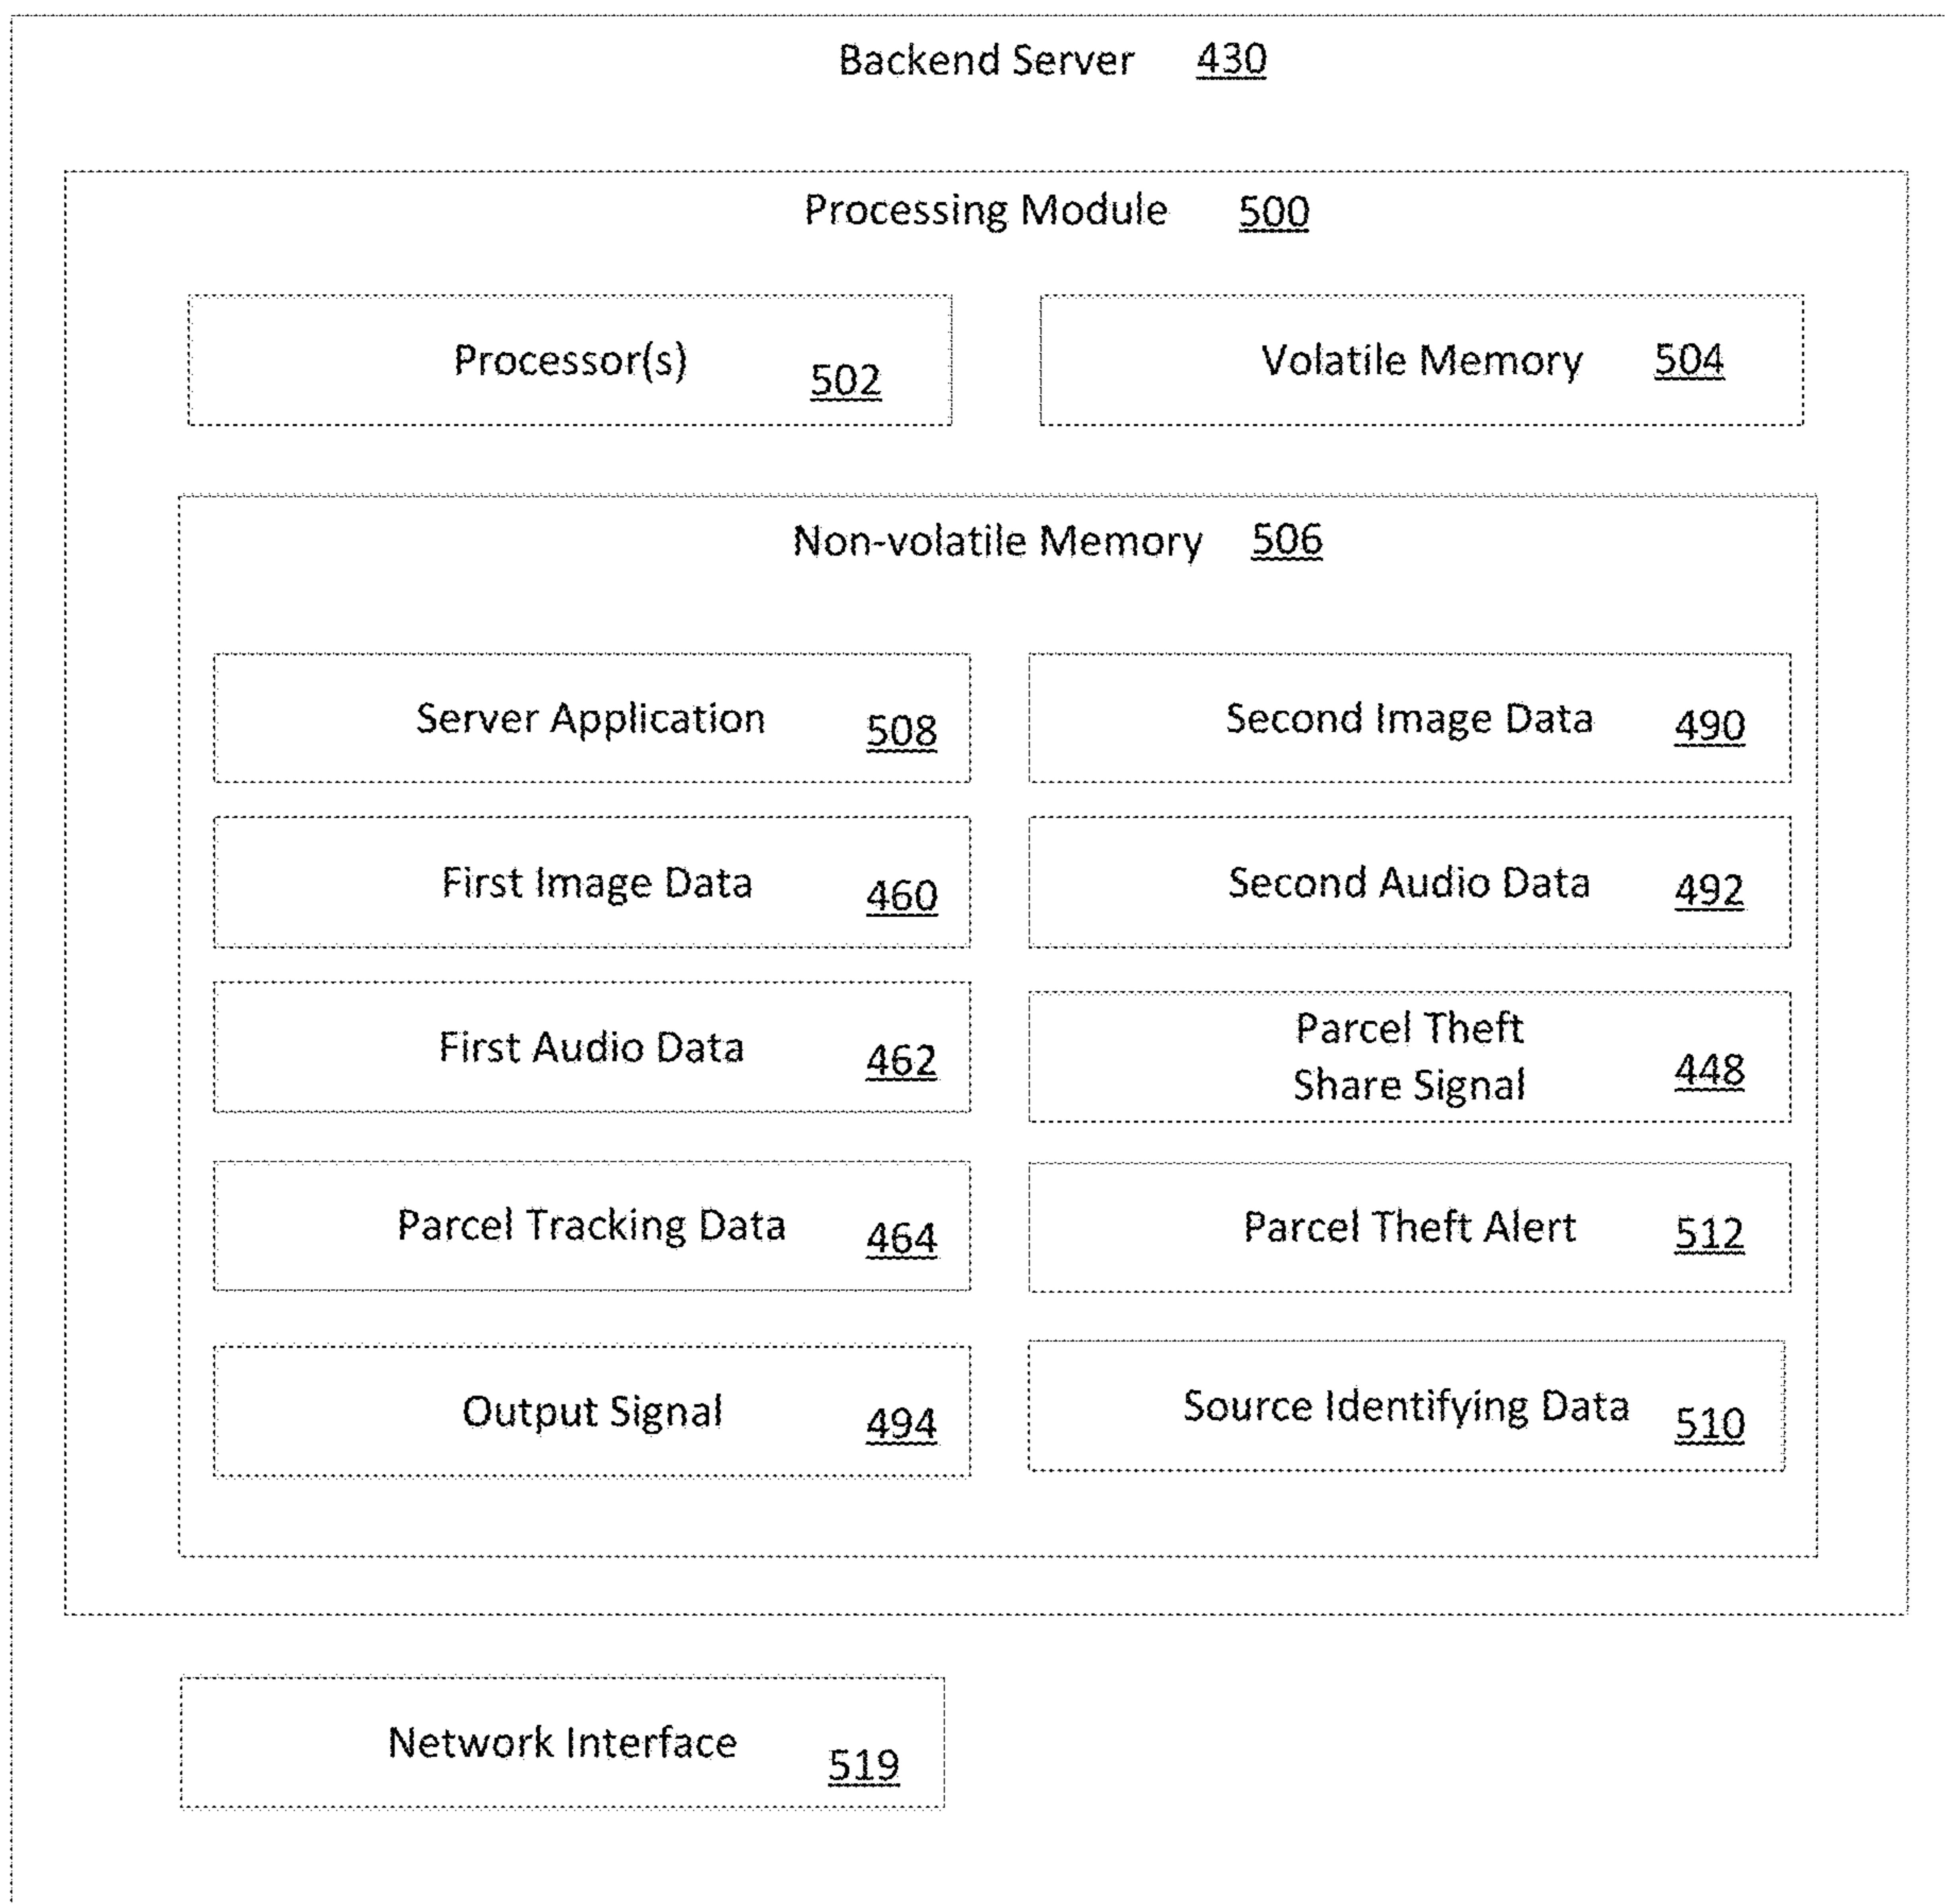 Backend Server 430
Processing Module 500
Processor(s) 502
Volatile Memory 504
Non-volatile Memory 506
Server Application 508
Second Image Data 490
First Image Data 460
Second Audio Data 492
First Audio Data 462
Parcel Theft
Share Signal 448
Parcel Tracking Data 464
Parcel Theft Alert 512
Output Signal 494
Source Identifying Data 510
Network Interface 519